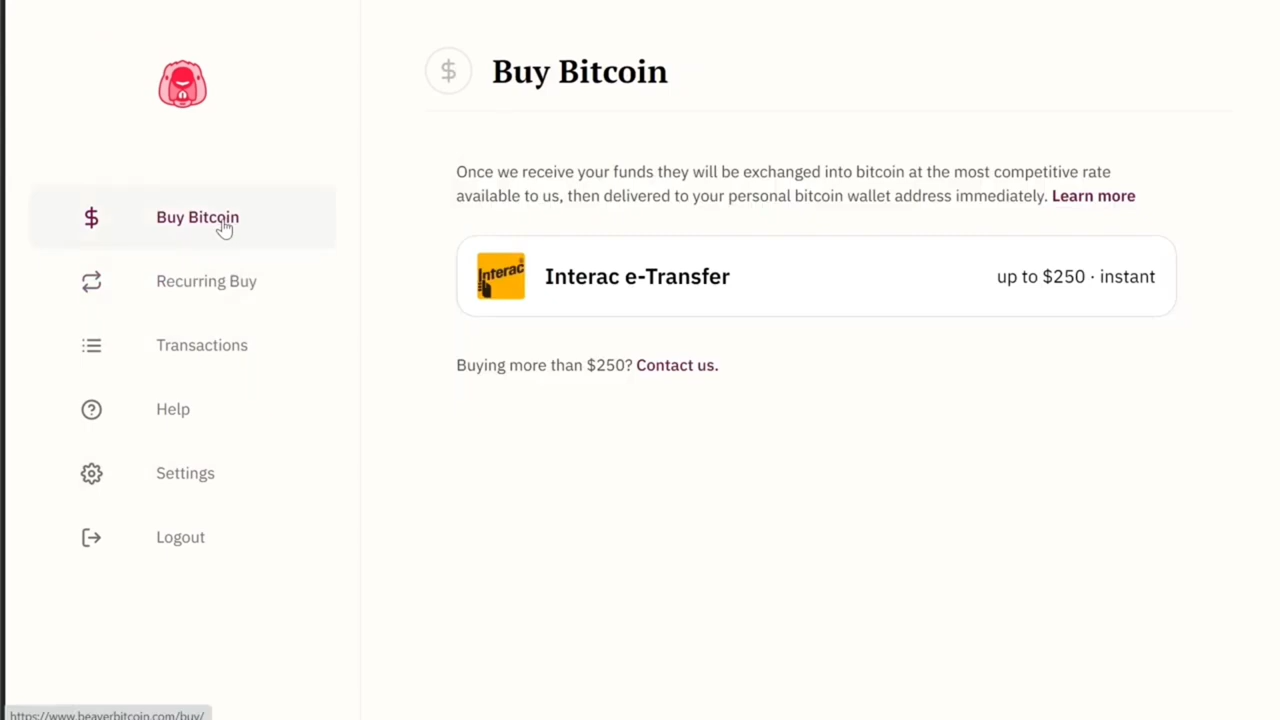 Buy Bitcoin
Recurring Buy
Transactions
Help
Settings
Logout
$ Buy Bitcoin
Once we receive your funds they will be exchanged into bitcoin at the most competitive rate
available to us, then delivered to your personal bitcoin wallet address immediately. Learn more
Interac
Interac e-Transfer
up to $250 · instant
Buying more than $250? Contact us.
https://www.beaverbitcoin.com/buy/